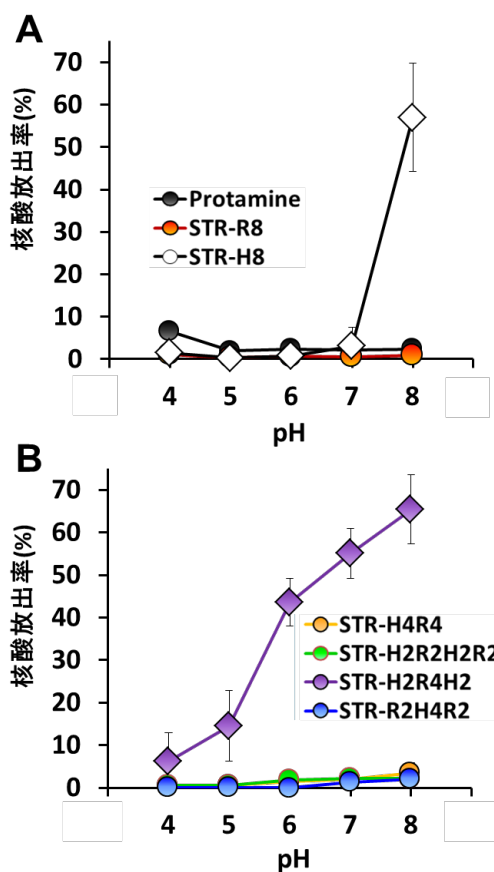 A
核酸放出率(%)
70
60
50
40
30
20
10
0
Protamine
STR-R8
STR-H8
4 5 6 7 8
pH
B
核酸放出率(%)
70
60
50
40
30
20
10
0
STR-H4R4
STR-H2R2H2R2
STR-H2R4H2
STR-R2H4R2
4 5 6 7 8
pH